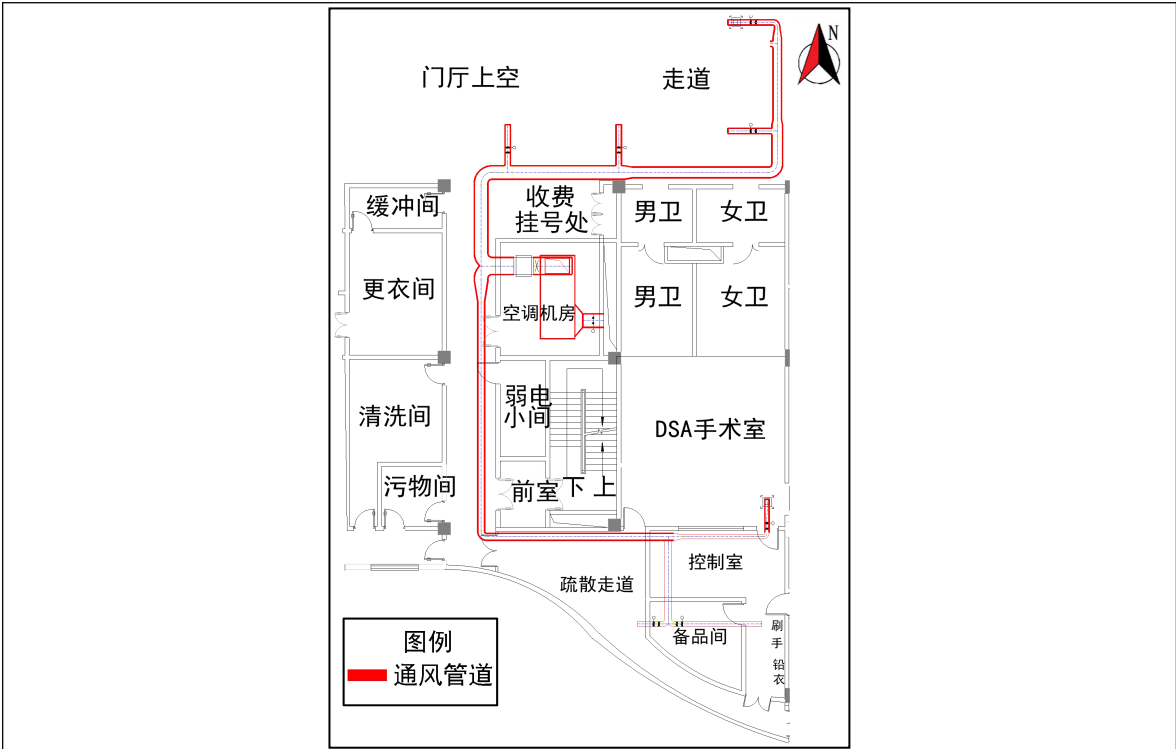 N
门厅上空
走道
缓冲间
收费
挂号处
男卫
女卫
更衣间
空调机房
男卫
女卫
弱电
小间
清洗间
DSA手术室
污物间
前室
下
上
控制室
疏散走道
备品间
刷
手
铅
衣
图例
通风管道